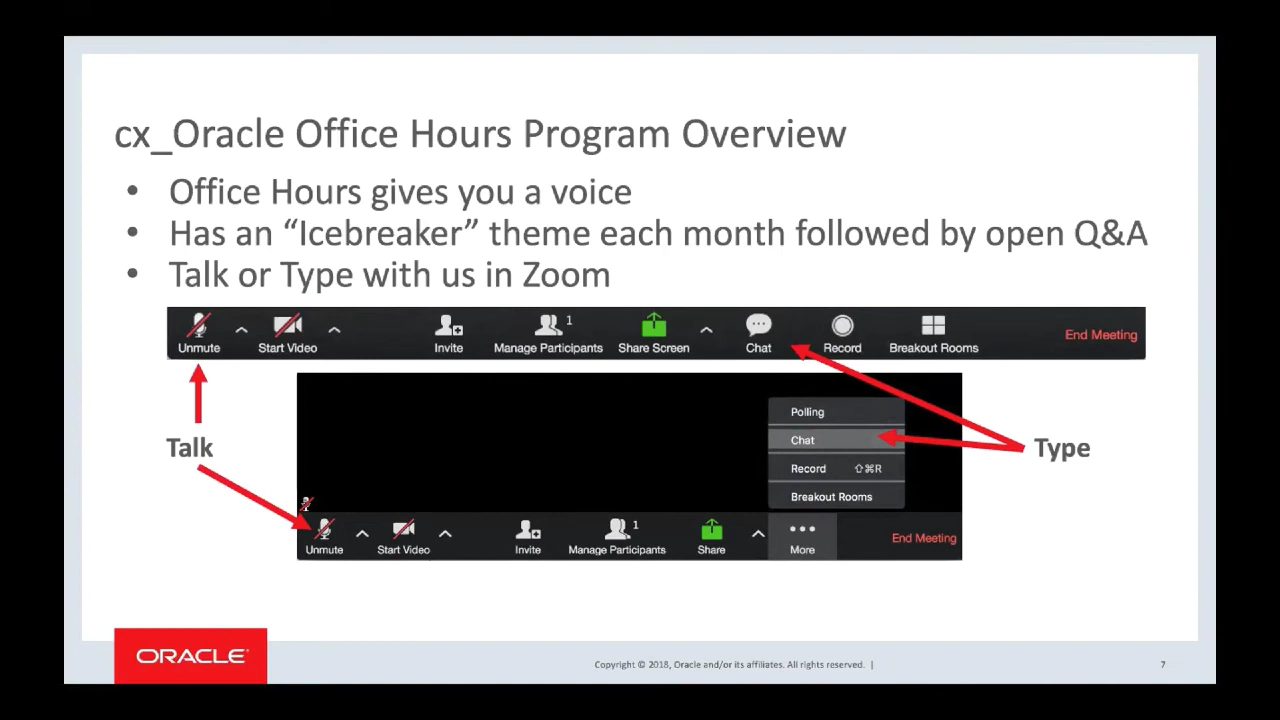 cx_Oracle Office Hours Program Overview
• Office Hours gives you a voice
• Has an “Icebreaker” theme each month followed by open Q&A
• Talk or Type with us in Zoom
1
Unmute Start Video Invite Manage Participants Share Screen Chat Record Breakout Rooms End Meeting
Polling
Chat
Talk
Type
Record ⇧⌘R
Breakout Rooms
1
Unmute Start Video Invite Manage Participants Share More End Meeting
ORACLE
Copyright © 2018, Oracle and/or its affiliates. All rights reserved. |
7